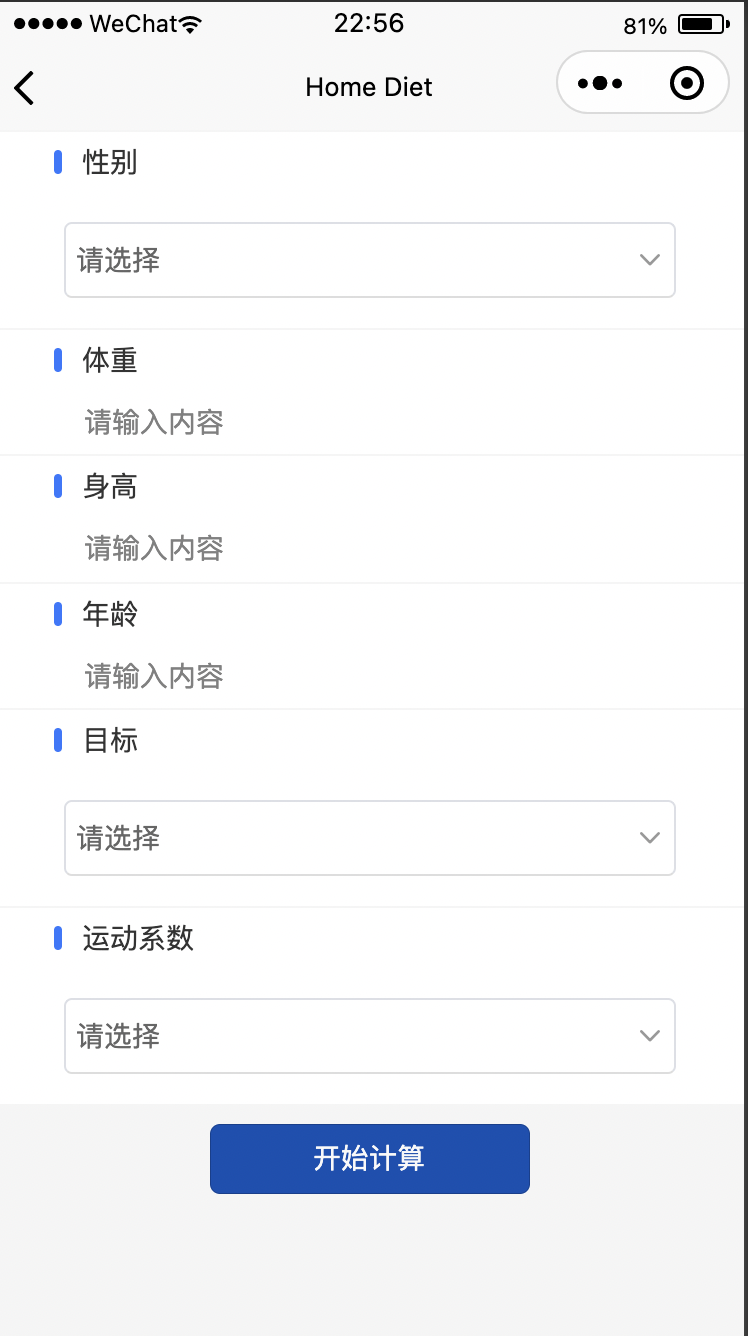 WeChat 22:56 81%
Home Diet
性别
请选择
体重
请输入内容
身高
请输入内容
年龄
请输入内容
目标
请选择
运动系数
请选择
开始计算